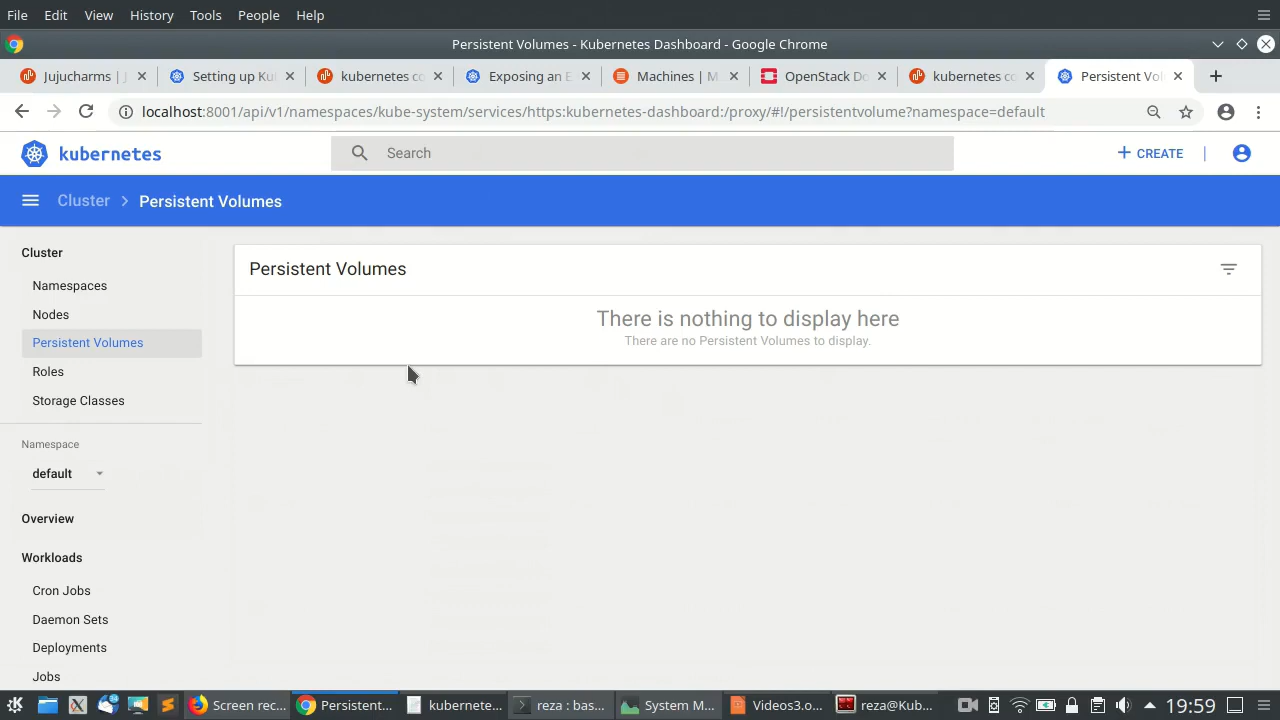 File Edit View History Tools People Help
Persistent Volumes - Kubernetes Dashboard - Google Chrome
Jujucharms | J Setting up Ku kubernetes co Exposing an E Machines | M OpenStack Do kubernetes co Persistent Vol
localhost:8001/api/v1/namespaces/kube-system/services/https:kubernetes-dashboard:/proxy/#!/persistentvolume?namespace=default
kubernetes Search + CREATE
Cluster > Persistent Volumes
Cluster
Namespaces
Nodes
Persistent Volumes
Roles
Storage Classes
Namespace
default
Overview
Workloads
Cron Jobs
Daemon Sets
Deployments
Jobs
Persistent Volumes
There is nothing to display here
There are no Persistent Volumes to display.
Screen rec... Persistent... kubernete... reza : bas... System M... Videos3.o... reza@Kub... 19:59